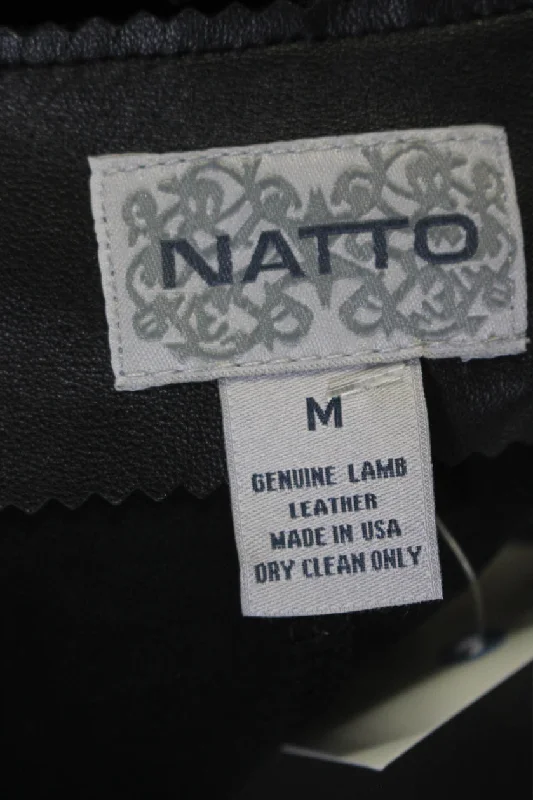 NATTO
M
GENUINE LAMB
LEATHER
MADE IN USA
DRY CLEAN ONLY